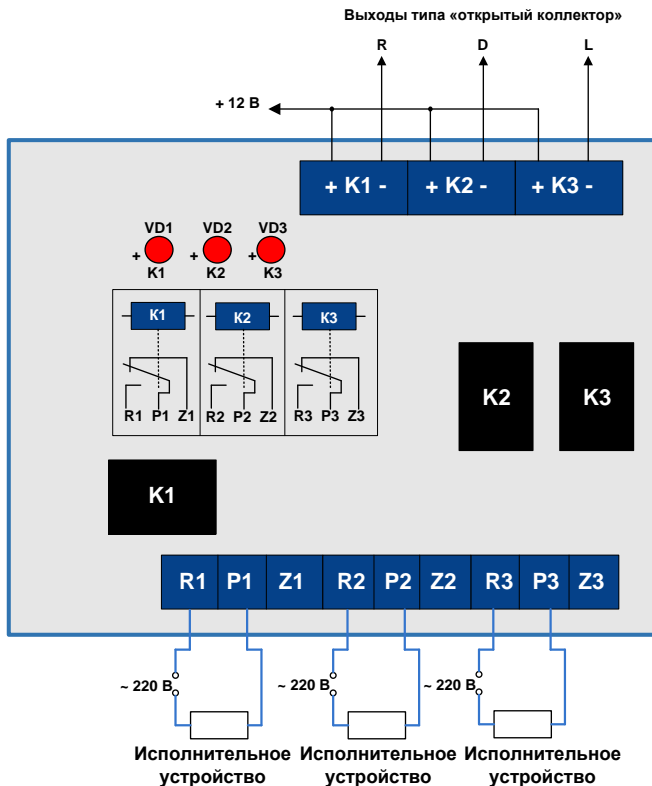 Выходы типа «открытый коллектор»
R D L
+ 12 В
+ K1 - + K2 - + K3 -
VD1 VD2 VD3
+ + +
K1 K2 K3
K1 K2 K3
R1 P1 Z1 R2 P2 Z2 R3 P3 Z3
K2 K3
K1
R1 P1 Z1 R2 P2 Z2 R3 P3 Z3
~ 220 В ~ 220 В ~ 220 В
Исполнительное Исполнительное Исполнительное
устройство устройство устройство